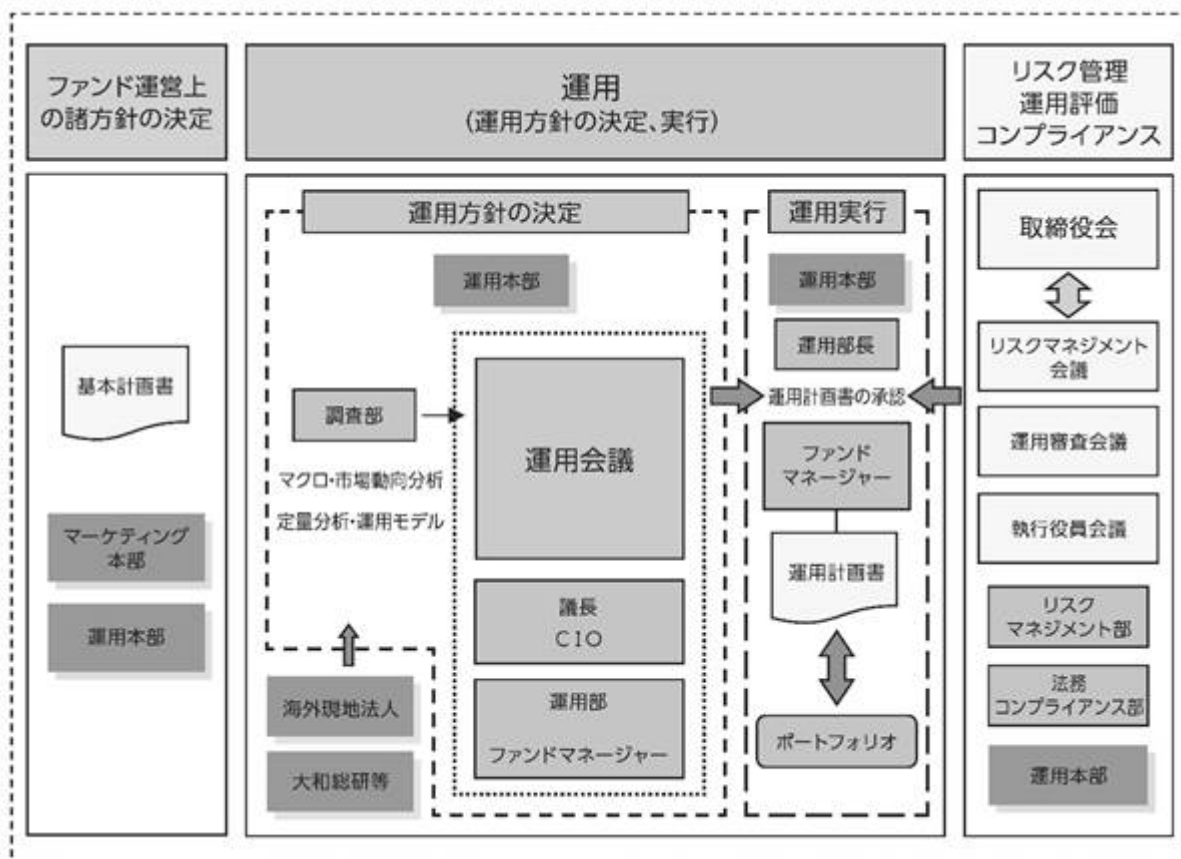 ファンド運営上
の諸方針の決定
運用
(運用方針の決定、実行)
リスク管理
運用評価
コンプライアンス
基本計画書
マーケティング
本部
運用本部
運用方針の決定
運用本部
調査部
マクロ・市場動向分析
定量分析・運用モデル
運用会議
議長
CIO
運用部
ファンドマネージャー
海外現地法人
大和総研等
運用実行
運用本部
運用部長
運用計画書の承認
ファンド
マネージャー
運用計画書
ポートフォリオ
取締役会
リスクマネジメント
会議
運用審査会議
執行役員会議
リスク
マネジメント部
法務
コンプライアンス部
運用本部